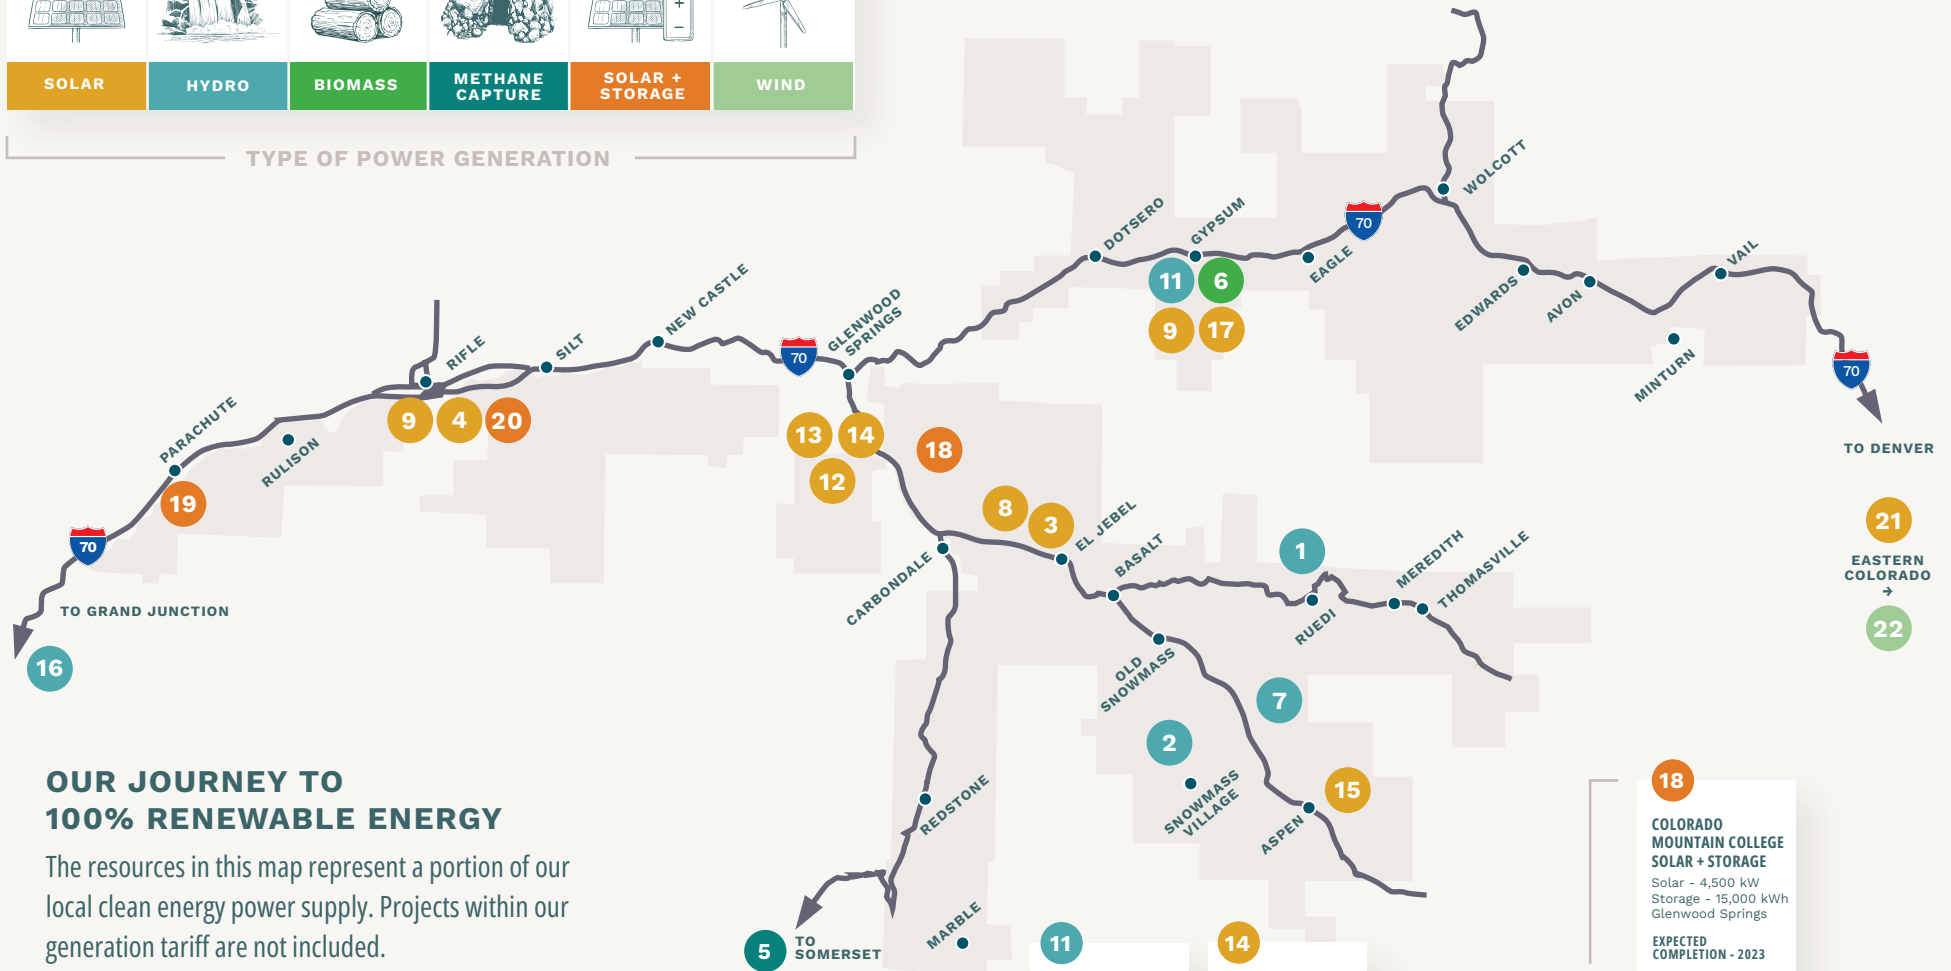 +
−
SOLAR
HYDRO
BIOMASS
METHANE
CAPTURE
SOLAR +
STORAGE
WIND
TYPE OF POWER GENERATION
WOLCOTT
DOTSERO
GYPSUM
70
EAGLE
VAIL
EDWARDS
AVON
MINTURN
70
TO DENVER
11
6
9
17
NEW CASTLE
GLENWOOD
SPRINGS
70
SILT
RIFLE
9
4
20
PARACHUTE
RULISON
19
70
TO GRAND JUNCTION
16
13
14
12
18
8
3
EL JEBEL
BASALT
CARBONDALE
1
RUEDI
MEREDITH
THOMASVILLE
21
EASTERN
COLORADO
→
22
OLD
SNOWMASS
7
2
SNOWMASS
VILLAGE
15
ASPEN
REDSTONE
MARBLE
5
TO
SOMERSET
OUR JOURNEY TO
100% RENEWABLE ENERGY
The resources in this map represent a portion of our
local clean energy power supply. Projects within our
generation tariff are not included.
11
14
18
COLORADO
MOUNTAIN COLLEGE
SOLAR + STORAGE
Solar - 4,500 kW
Storage - 15,000 kWh
Glenwood Springs
EXPECTED
COMPLETION - 2023